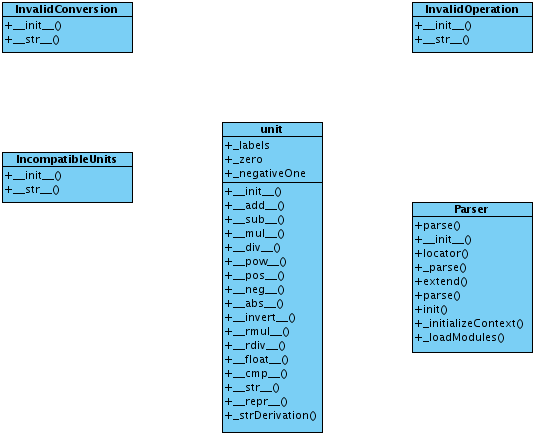 InvalidConversion
+__init__()
+__str__()
InvalidOperation
+__init__()
+__str__()
IncompatibleUnits
+__init__()
+__str__()
unit
+_labels
+_zero
+_negativeOne
+__init__()
+__add__()
+__sub__()
+__mul__()
+__div__()
+__pow__()
+__pos__()
+__neg__()
+__abs__()
+__invert__()
+__rmul__()
+__rdiv__()
+__float__()
+__cmp__()
+__str__()
+__repr__()
+_strDerivation()
Parser
+parse()
+__init__()
+locator()
+_parse()
+extend()
+parse()
+init()
+_initializeContext()
+_loadModules()